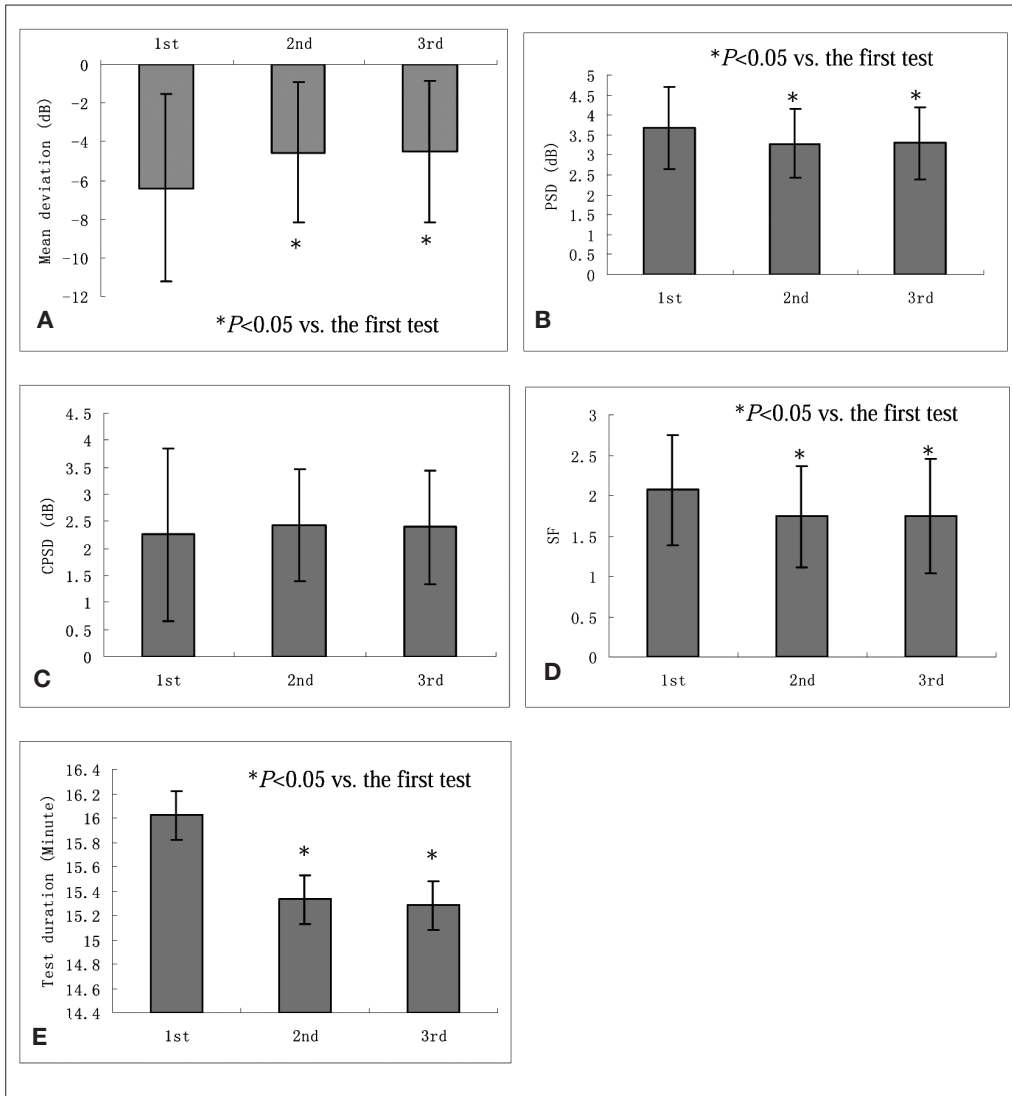 1st 2nd 3rd
0
-2
-4
-6
-8
-10
-12
Mean deviation (dB)
* *
*P<0.05 vs. the first test
A
*P<0.05 vs. the first test
5
4.5
4
3.5
3
2.5
2
1.5
1
0.5
0
PSD (dB)
* *
1st 2nd 3rd
B
4.5
4
3.5
3
2.5
2
1.5
1
0.5
0
CPSD (dB)
1st 2nd 3rd
C
*P<0.05 vs. the first test
3
2.5
2
1.5
1
0.5
0
SF
* *
1st 2nd 3rd
D
*P<0.05 vs. the first test
16.4
16.2
16
15.8
15.6
15.4
15.2
15
14.8
14.6
14.4
Test duration (Minute)
* *
1st 2nd 3rd
E